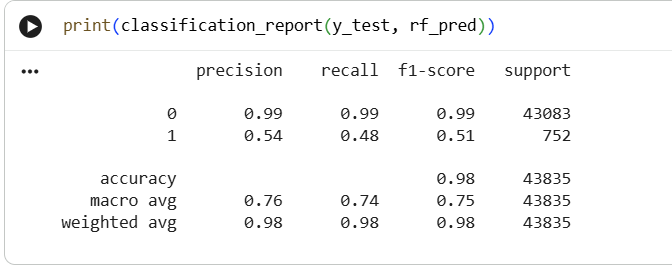 print(classification_report(y_test, rf_pred))
precision recall f1-score support
0 0.99 0.99 0.99 43083
1 0.54 0.48 0.51 752
accuracy 0.98 43835
macro avg 0.76 0.74 0.75 43835
weighted avg 0.98 0.98 0.98 43835